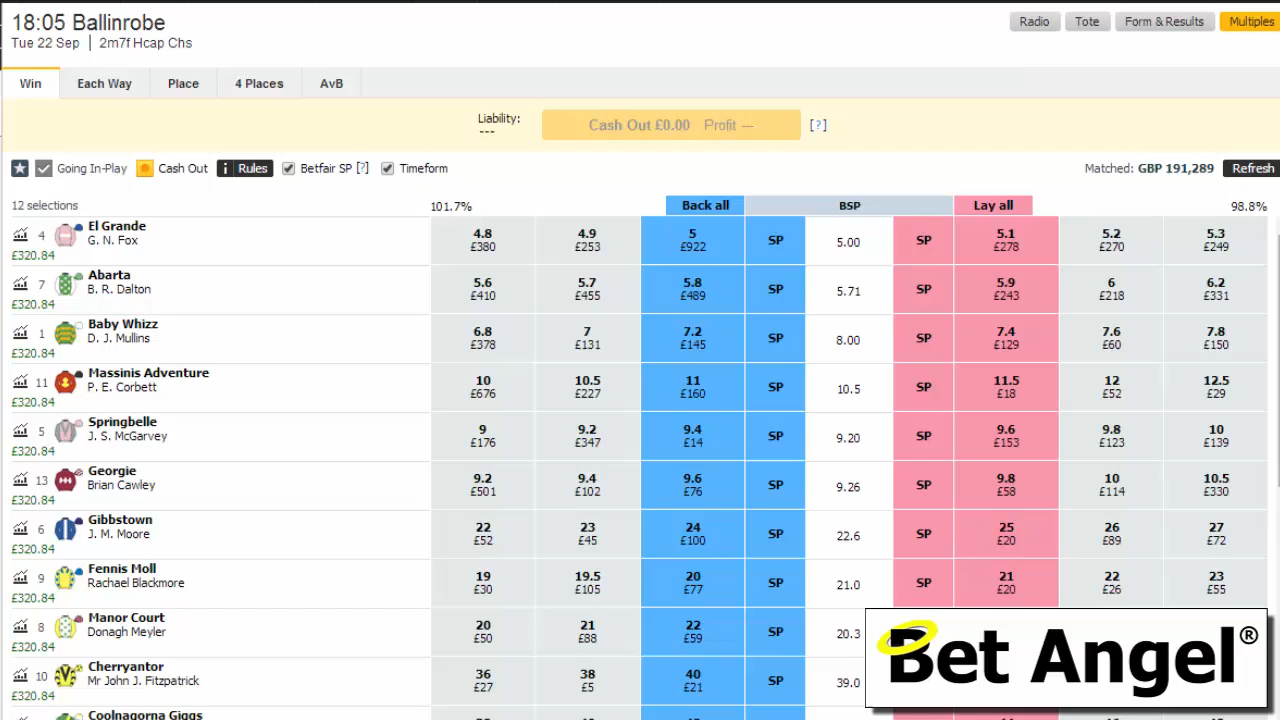 18:05 Ballinrobe
Radio Tote Form & Results Multiples
Tue 22 Sep | 2m7f Hcap Chs
Win Each Way Place 4 Places AvB
Liability:
---
Cash Out £0.00 Profit --- [?]
Going In-Play Cash Out i Rules Betfair SP [?] Timeform Matched: GBP 191,289 Refresh
12 selections 101.7% Back all BSP Lay all 98.8%
4 El Grande 4.8 4.9 5 SP 5.00 SP 5.1 5.2 5.3
G. N. Fox £380 £253 £922 £278 £270 £249
£320.84
7 Abarta 5.6 5.7 5.8 SP 5.71 SP 5.9 6 6.2
B. R. Dalton £410 £455 £489 £243 £218 £331
£320.84
1 Baby Whizz 6.8 7 7.2 SP 8.00 SP 7.4 7.6 7.8
D. J. Mullins £378 £131 £145 £129 £60 £150
£320.84
11 Massinis Adventure 10 10.5 11 SP 10.5 SP 11.5 12 12.5
P. E. Corbett £676 £227 £160 £18 £52 £29
£320.84
5 Springbelle 9 9.2 9.4 SP 9.20 SP 9.6 9.8 10
J. S. McGarvey £176 £347 £14 £153 £123 £139
£320.84
13 Georgie 9.2 9.4 9.6 SP 9.26 SP 9.8 10 10.5
Brian Cawley £501 £102 £76 £58 £114 £330
£320.84
6 Gibbstown 22 23 24 SP 22.6 SP 25 26 27
J. M. Moore £52 £45 £100 £20 £89 £72
£320.84
9 Fennis Moll 19 19.5 20 SP 21.0 SP 21 22 23
Rachael Blackmore £30 £105 £77 £20 £26 £55
£320.84
8 Manor Court 20 21 22 SP 20.3
Donagh Meyler £50 £88 £59
£320.84
10 Cherryantor 36 38 40 SP 39.0
Mr John J. Fitzpatrick £27 £5 £21
£320.84
Coolnagorna Giggs
Bet Angel®